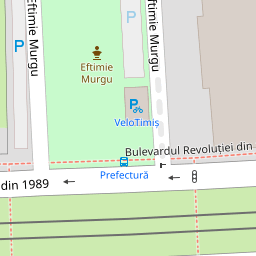 Eftimie Murgu
P
Eftimie Murgu
P
Eftimie
Murgu
P
VeloTimiș
Bulevardul Revoluției din
Prefectură
din 1989